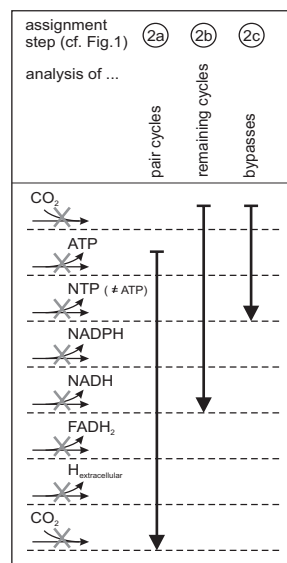 assignment
step (cf. Fig.1) 2a 2b 2c
analysis of ...
pair cycles
remaining cycles
bypasses
CO2
ATP
NTP ( ≠ ATP)
NADPH
NADH
FADH2
Hextracellular
CO2